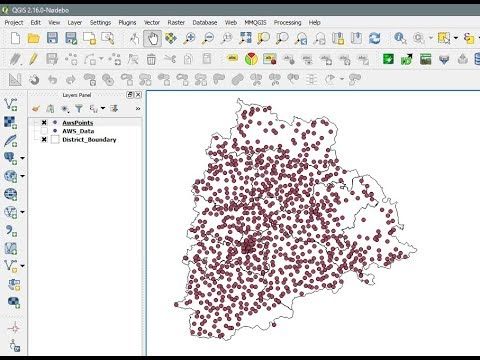 QGIS 2.16.0-Nødebo
Project Edit View Layer Settings Plugins Vector Raster Database Web MMQGIS Processing Help
Layers Panel
AwsPoints
AWS_Data
District_Boundary